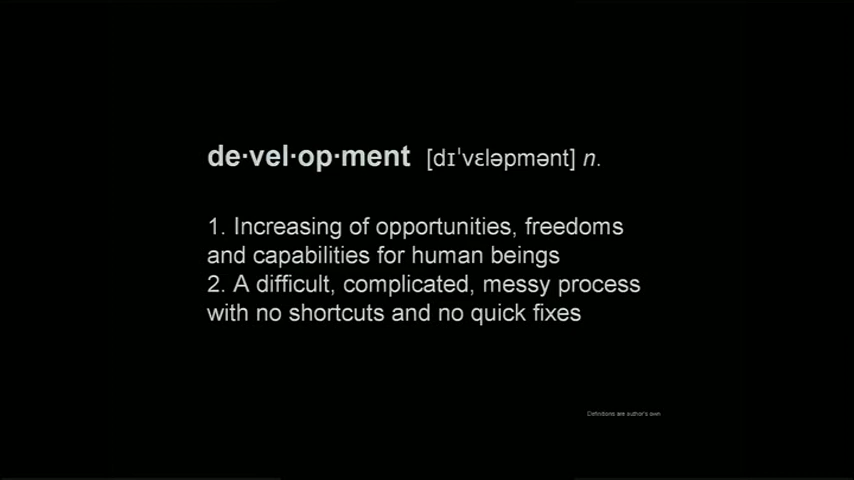 de·vel·op·ment [dɪˈvɛləpmənt] n.
1. Increasing of opportunities, freedoms
and capabilities for human beings
2. A difficult, complicated, messy process
with no shortcuts and no quick fixes
Definitions are author's own